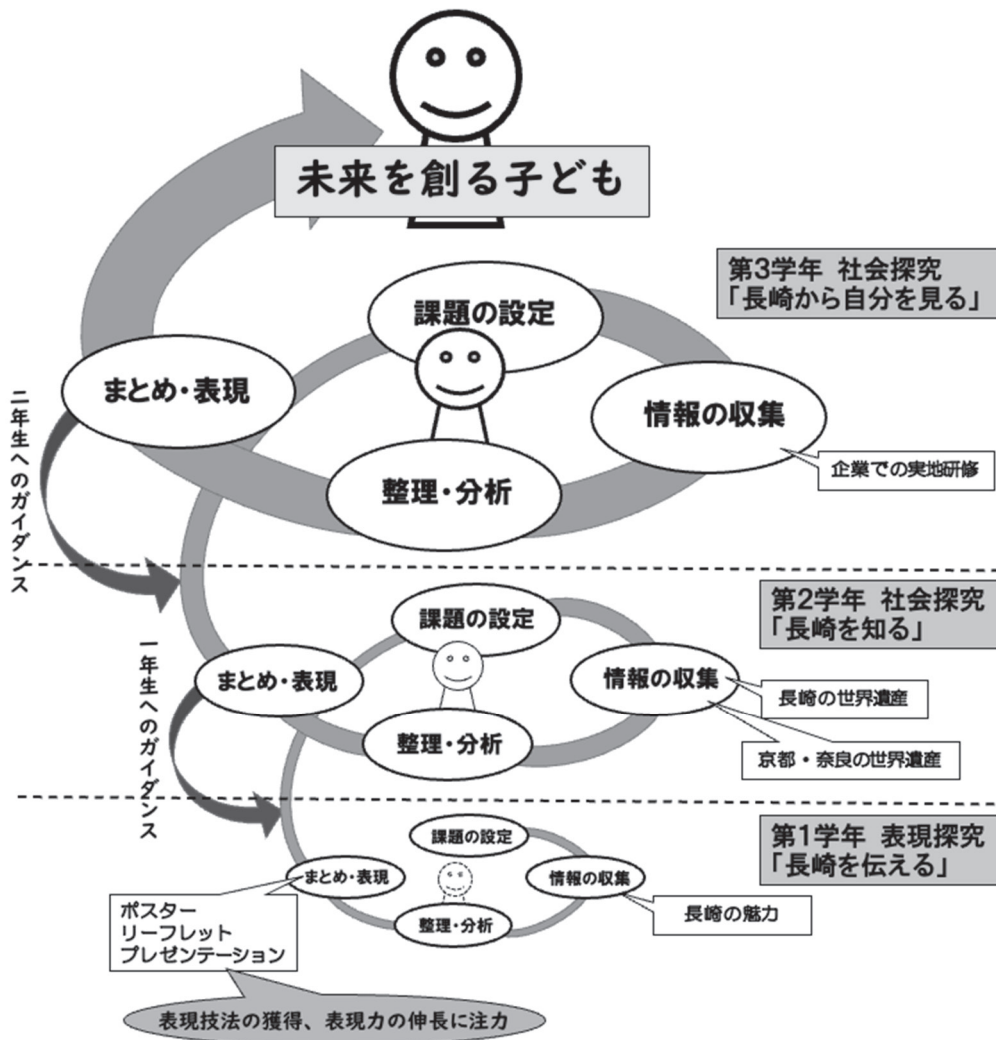 未来を創る子ども
第3学年 社会探究
「長崎から自分を見る」
課題の設定
まとめ・表現
情報の収集
企業での実地研修
整理・分析
二年生へのガイダンス
第2学年 社会探究
「長崎を知る」
課題の設定
まとめ・表現
情報の収集
長崎の世界遺産
整理・分析
京都・奈良の世界遺産
一年生へのガイダンス
第1学年 表現探究
「長崎を伝える」
課題の設定
まとめ・表現
情報の収集
長崎の魅力
整理・分析
ポスター
リーフレット
プレゼンテーション
表現技法の獲得、表現力の伸長に注力